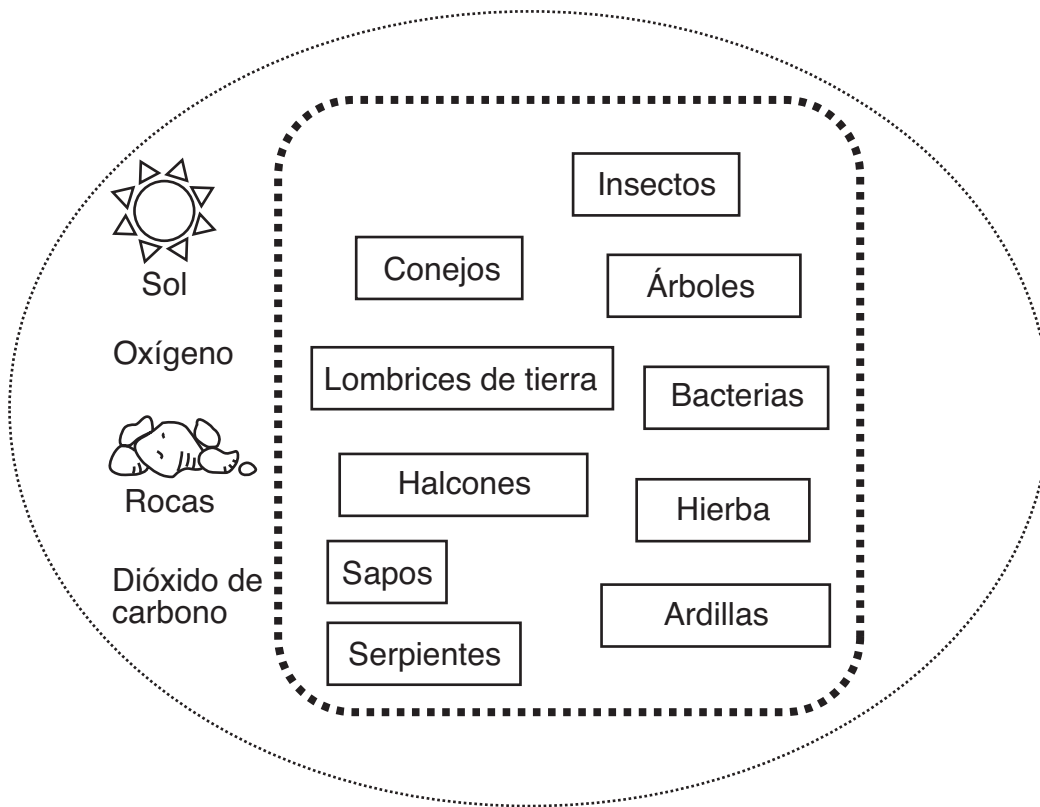 Sol
Oxígeno
Rocas
Dióxido de
carbono
Insectos
Conejos
Árboles
Lombrices de tierra
Bacterias
Halcones
Hierba
Sapos
Ardillas
Serpientes